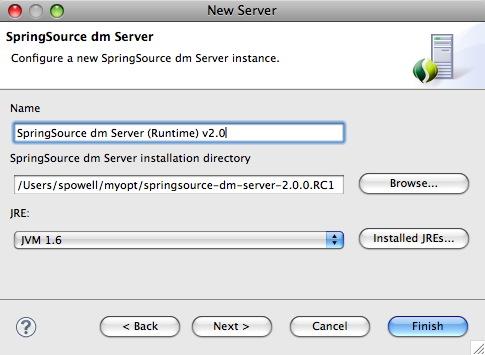 New Server
SpringSource dm Server
Configure a new SpringSource dm Server instance.
Name
SpringSource dm Server (Runtime) v2.0
SpringSource dm Server installation directory
/Users/spowell/myopt/springsource-dm-server-2.0.0.RC1
Browse...
JRE:
JVM 1.6
Installed JREs...
?
< Back
Next >
Cancel
Finish